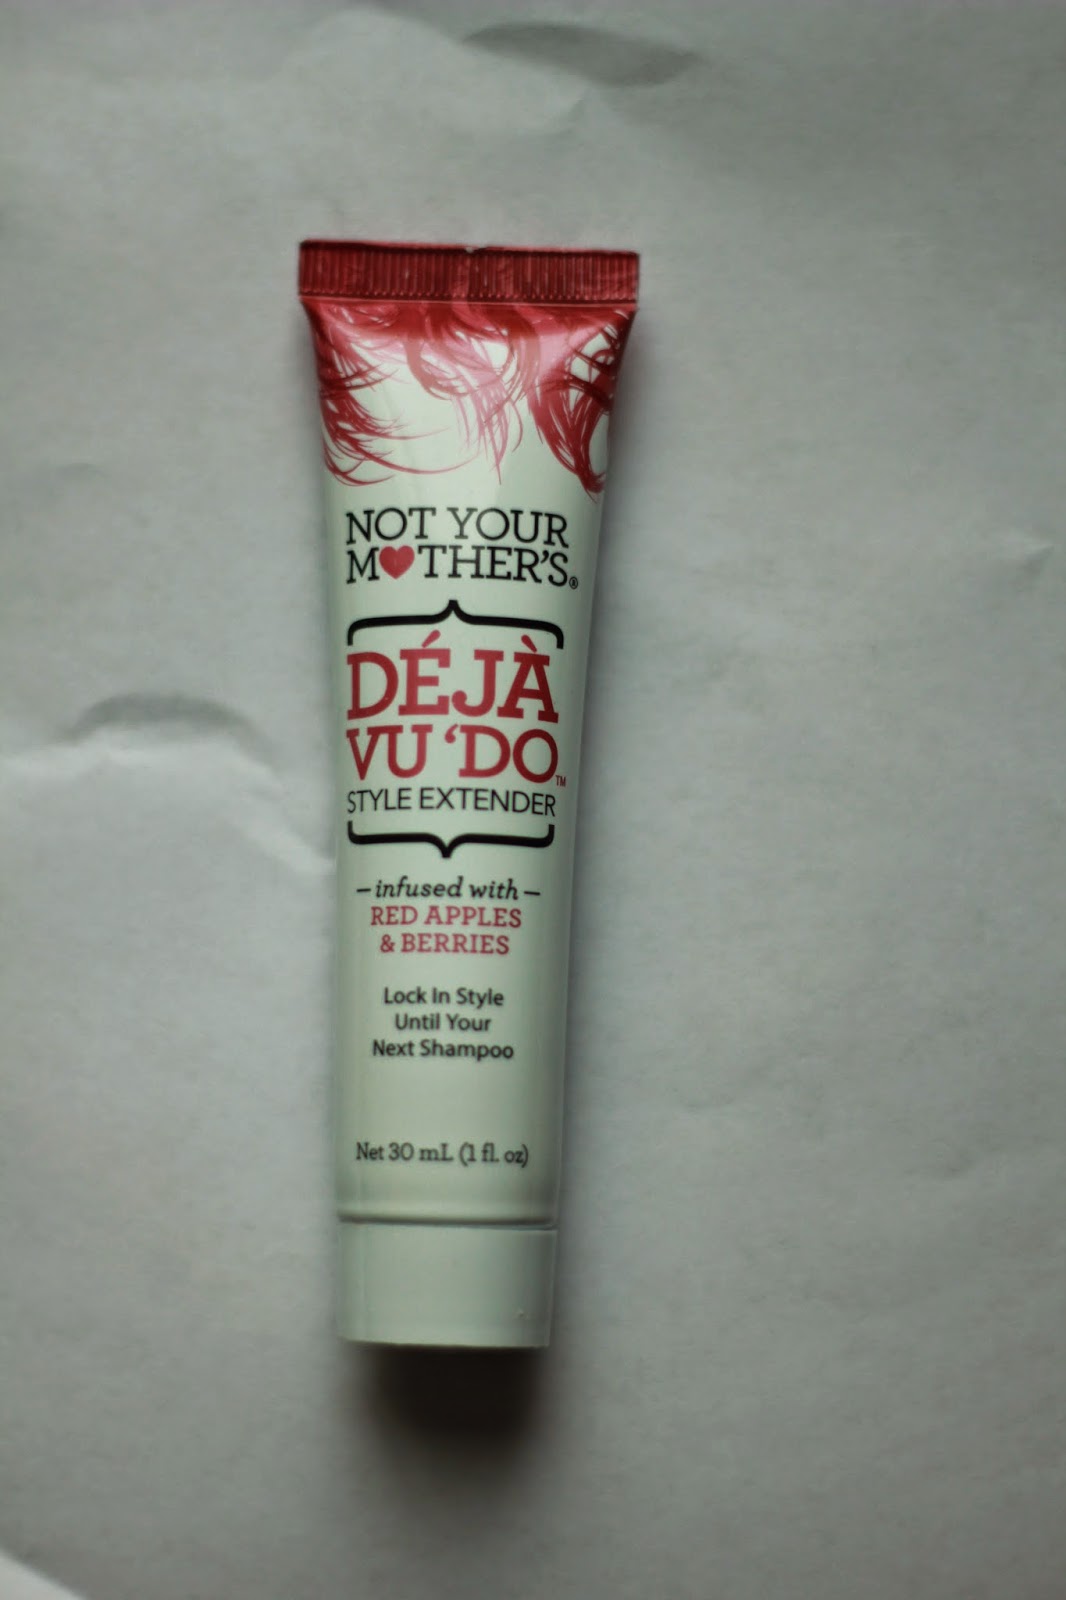 NOT YOUR
M♥THER'S®
DÉJÀ
VU 'DO™
STYLE EXTENDER
– infused with –
RED APPLES
& BERRIES
Lock In Style
Until Your
Next Shampoo
Net 30 mL (1 fl. oz)